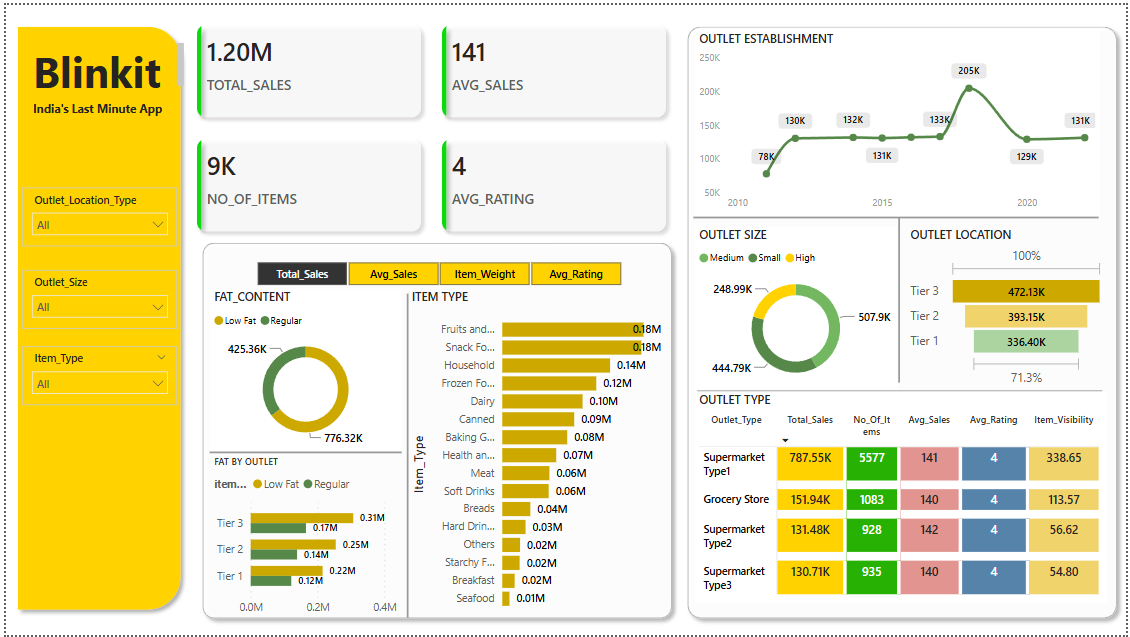 Blinkit
India's Last Minute App
Outlet_Location_Type
All
Outlet_Size
All
Item_Type
All
1.20M
TOTAL_SALES
141
AVG_SALES
9K
NO_OF_ITEMS
4
AVG_RATING
Total_Sales Avg_Sales Item_Weight Avg_Rating
FAT_CONTENT
Low Fat Regular
425.36K
776.32K
FAT BY OUTLET
item... Low Fat Regular
Tier 3 0.31M
0.17M
Tier 2 0.25M
0.14M
Tier 1 0.22M
0.12M
0.0M 0.2M 0.4M
ITEM TYPE
Item_Type
Fruits and... 0.18M
Snack Fo... 0.18M
Household 0.14M
Frozen Fo... 0.12M
Dairy 0.10M
Canned 0.09M
Baking G... 0.08M
Health an... 0.07M
Meat 0.06M
Soft Drinks 0.06M
Breads 0.04M
Hard Drin... 0.03M
Others 0.02M
Starchy F... 0.02M
Breakfast 0.02M
Seafood 0.01M
OUTLET ESTABLISHMENT
250K
200K
150K
100K
50K
78K 130K 132K 131K 133K 205K 129K 131K
2010 2015 2020
OUTLET SIZE
Medium Small High
248.99K
507.9K
444.79K
OUTLET LOCATION
100%
Tier 3 472.13K
Tier 2 393.15K
Tier 1 336.40K
71.3%
OUTLET TYPE
Outlet_Type Total_Sales No_Of_It Avg_Sales Avg_Rating Item_Visibility
ems
Supermarket 787.55K 5577 141 4 338.65
Type1
Grocery Store 151.94K 1083 140 4 113.57
Supermarket 131.48K 928 142 4 56.62
Type2
Supermarket 130.71K 935 140 4 54.80
Type3